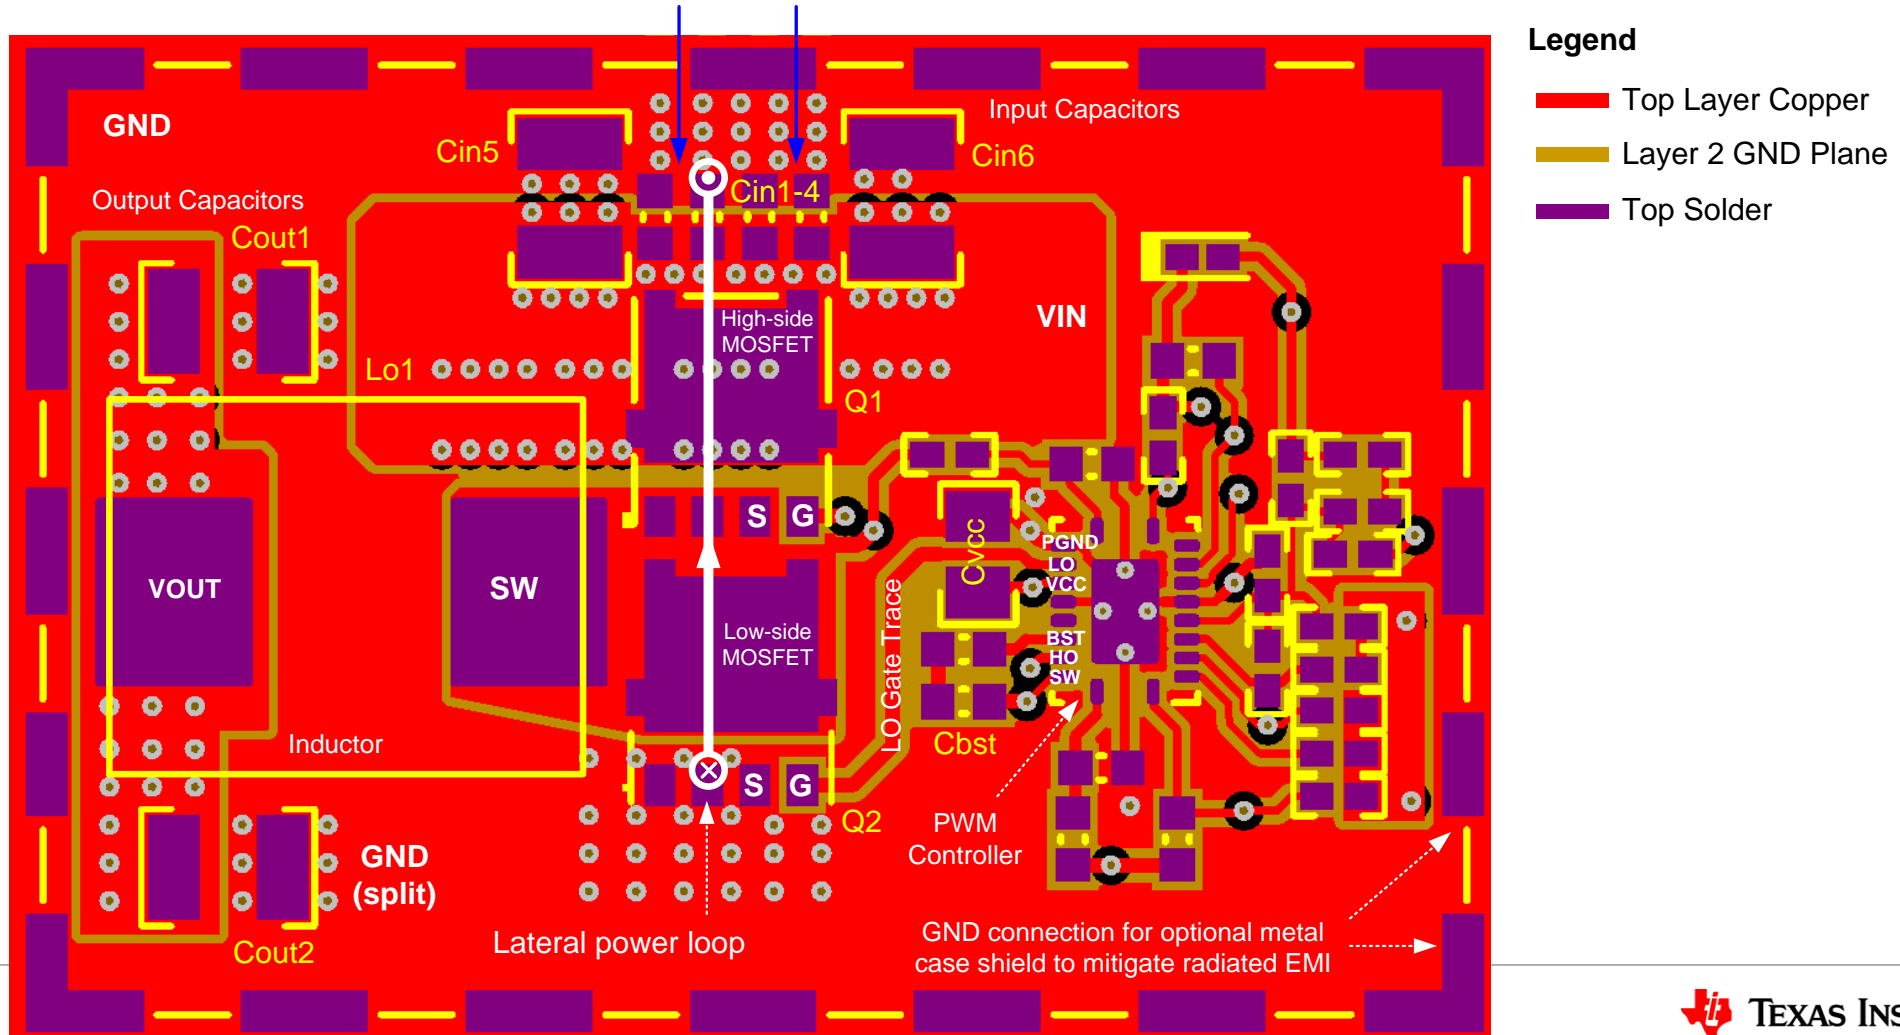 Legend
Top Layer Copper
Layer 2 GND Plane
Top Solder
GND
Input Capacitors
Cin5
Cin6
Cin1-4
Output Capacitors
Cout1
High-side
MOSFET
VIN
Lo1
Q1
S G
Cvcc
PGND
LO
VCC
VOUT
SW
LO Gate Trace
Low-side
MOSFET
BST
HO
SW
Cbst
Inductor
S G
Q2
PWM
Controller
GND
(split)
Cout2
Lateral power loop
GND connection for optional metal
case shield to mitigate radiated EMI
TEXAS INS